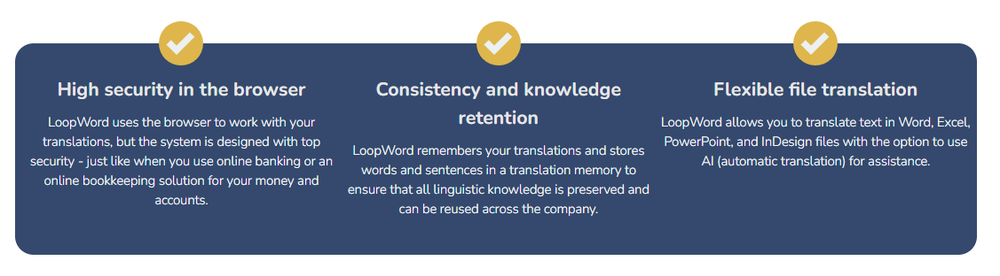 High security in the browser
LoopWord uses the browser to work with your
translations, but the system is designed with top
security - just like when you use online banking or an
online bookkeeping solution for your money and
accounts.
Consistency and knowledge
retention
LoopWord remembers your translations and stores
words and sentences in a translation memory to
ensure that all linguistic knowledge is preserved and
can be reused across the company.
Flexible file translation
LoopWord allows you to translate text in Word, Excel,
PowerPoint, and InDesign files with the option to use
AI (automatic translation) for assistance.